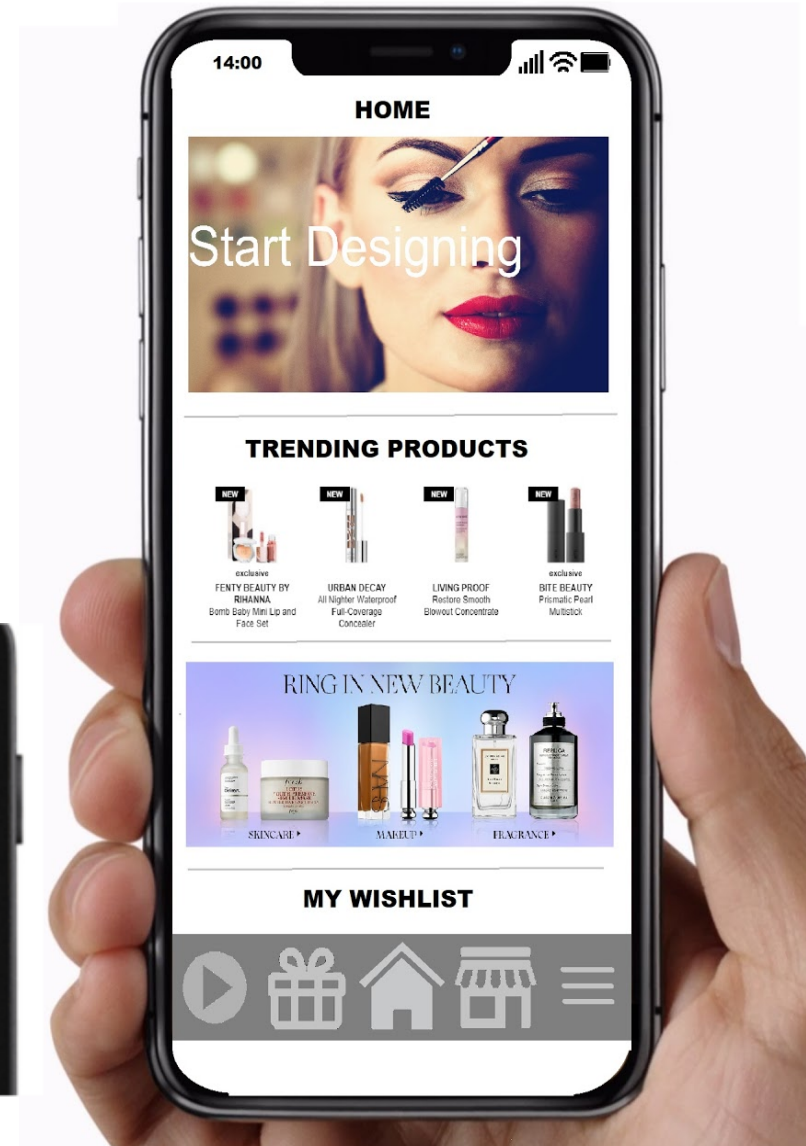 14:00
HOME
Start Designing
TRENDING PRODUCTS
NEW NEW NEW NEW
exclusive exclusive
FENTY BEAUTY BY URBAN DECAY LIVING PROOF BITE BEAUTY
RIHANNA All Nighter Waterproof Restore Smooth Prismatic Pearl
Bomb Baby Mini Lip and Full-Coverage Blowout Concentrate Multistick
Face Set Concealer
RING IN NEW BEAUTY
NARS
REPLICA
SKINCARE MAKEUP FRAGRANCE
MY WISHLIST